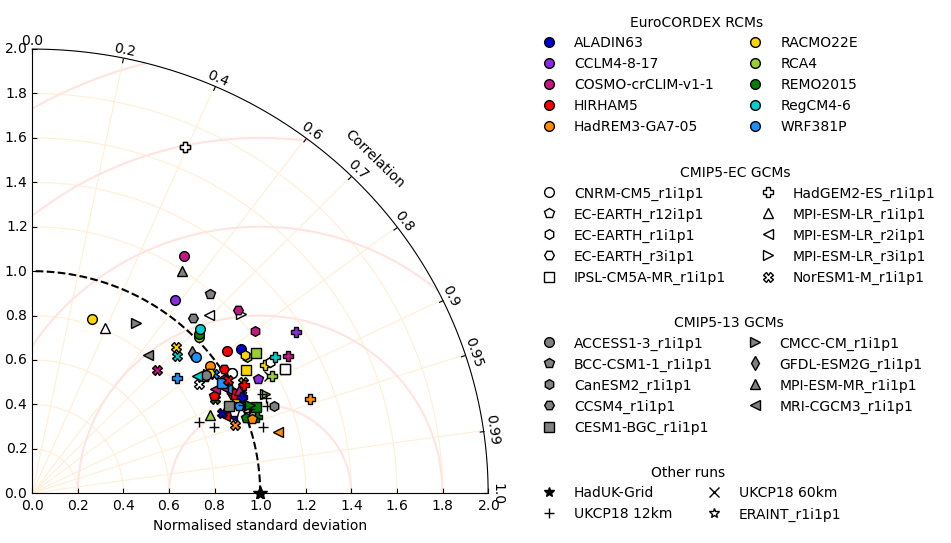 EuroCORDEX RCMs
ALADIN63
CCLM4-8-17
COSMO-crCLIM-v1-1
HIRHAM5
HadREM3-GA7-05
RACMO22E
RCA4
REMO2015
RegCM4-6
WRF381P
CMIP5-EC GCMs
CNRM-CM5_r1i1p1
EC-EARTH_r12i1p1
EC-EARTH_r1i1p1
EC-EARTH_r3i1p1
IPSL-CM5A-MR_r1i1p1
HadGEM2-ES_r1i1p1
MPI-ESM-LR_r1i1p1
MPI-ESM-LR_r2i1p1
MPI-ESM-LR_r3i1p1
NorESM1-M_r1i1p1
CMIP5-13 GCMs
ACCESS1-3_r1i1p1
BCC-CSM1-1_r1i1p1
CanESM2_r1i1p1
CCSM4_r1i1p1
CESM1-BGC_r1i1p1
CMCC-CM_r1i1p1
GFDL-ESM2G_r1i1p1
MPI-ESM-MR_r1i1p1
MRI-CGCM3_r1i1p1
Other runs
HadUK-Grid
UKCP18 12km
UKCP18 60km
ERAINT_r1i1p1
2.0
1.8
1.6
1.4
1.2
1.0
0.8
0.6
0.4
0.2
0.0
0.0
0.2
0.4
0.6
0.7
0.8
0.9
0.95
0.99
1.0
Correlation
0.0
0.2
0.4
0.6
0.8
1.0
1.2
1.4
1.6
1.8
2.0
Normalised standard deviation